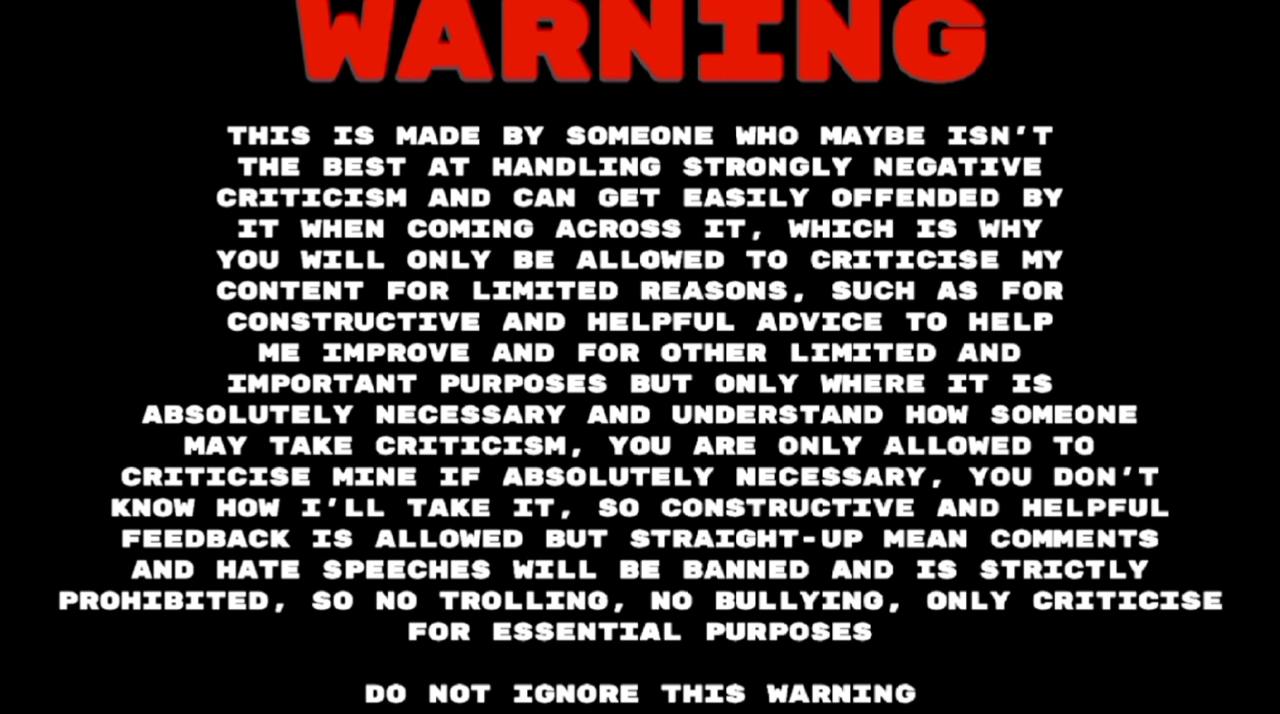 WARNING
THIS IS MADE BY SOMEONE WHO MAYBE ISN'T
THE BEST AT HANDLING STRONGLY NEGATIVE
CRITICISM AND CAN GET EASILY OFFENDED BY
IT WHEN COMING ACROSS IT, WHICH IS WHY
YOU WILL ONLY BE ALLOWED TO CRITICISE MY
CONTENT FOR LIMITED REASONS, SUCH AS FOR
CONSTRUCTIVE AND HELPFUL ADVICE TO HELP
ME IMPROVE AND FOR OTHER LIMITED AND
IMPORTANT PURPOSES BUT ONLY WHERE IT IS
ABSOLUTELY NECESSARY AND UNDERSTAND HOW SOMEONE
MAY TAKE CRITICISM, YOU ARE ONLY ALLOWED TO
CRITICISE MINE IF ABSOLUTELY NECESSARY, YOU DON'T
KNOW HOW I'LL TAKE IT, SO CONSTRUCTIVE AND HELPFUL
FEEDBACK IS ALLOWED BUT STRAIGHT-UP MEAN COMMENTS
AND HATE SPEECHES WILL BE BANNED AND IS STRICTLY
PROHIBITED, SO NO TROLLING, NO BULLYING, ONLY CRITICISE
FOR ESSENTIAL PURPOSES
DO NOT IGNORE THIS WARNING